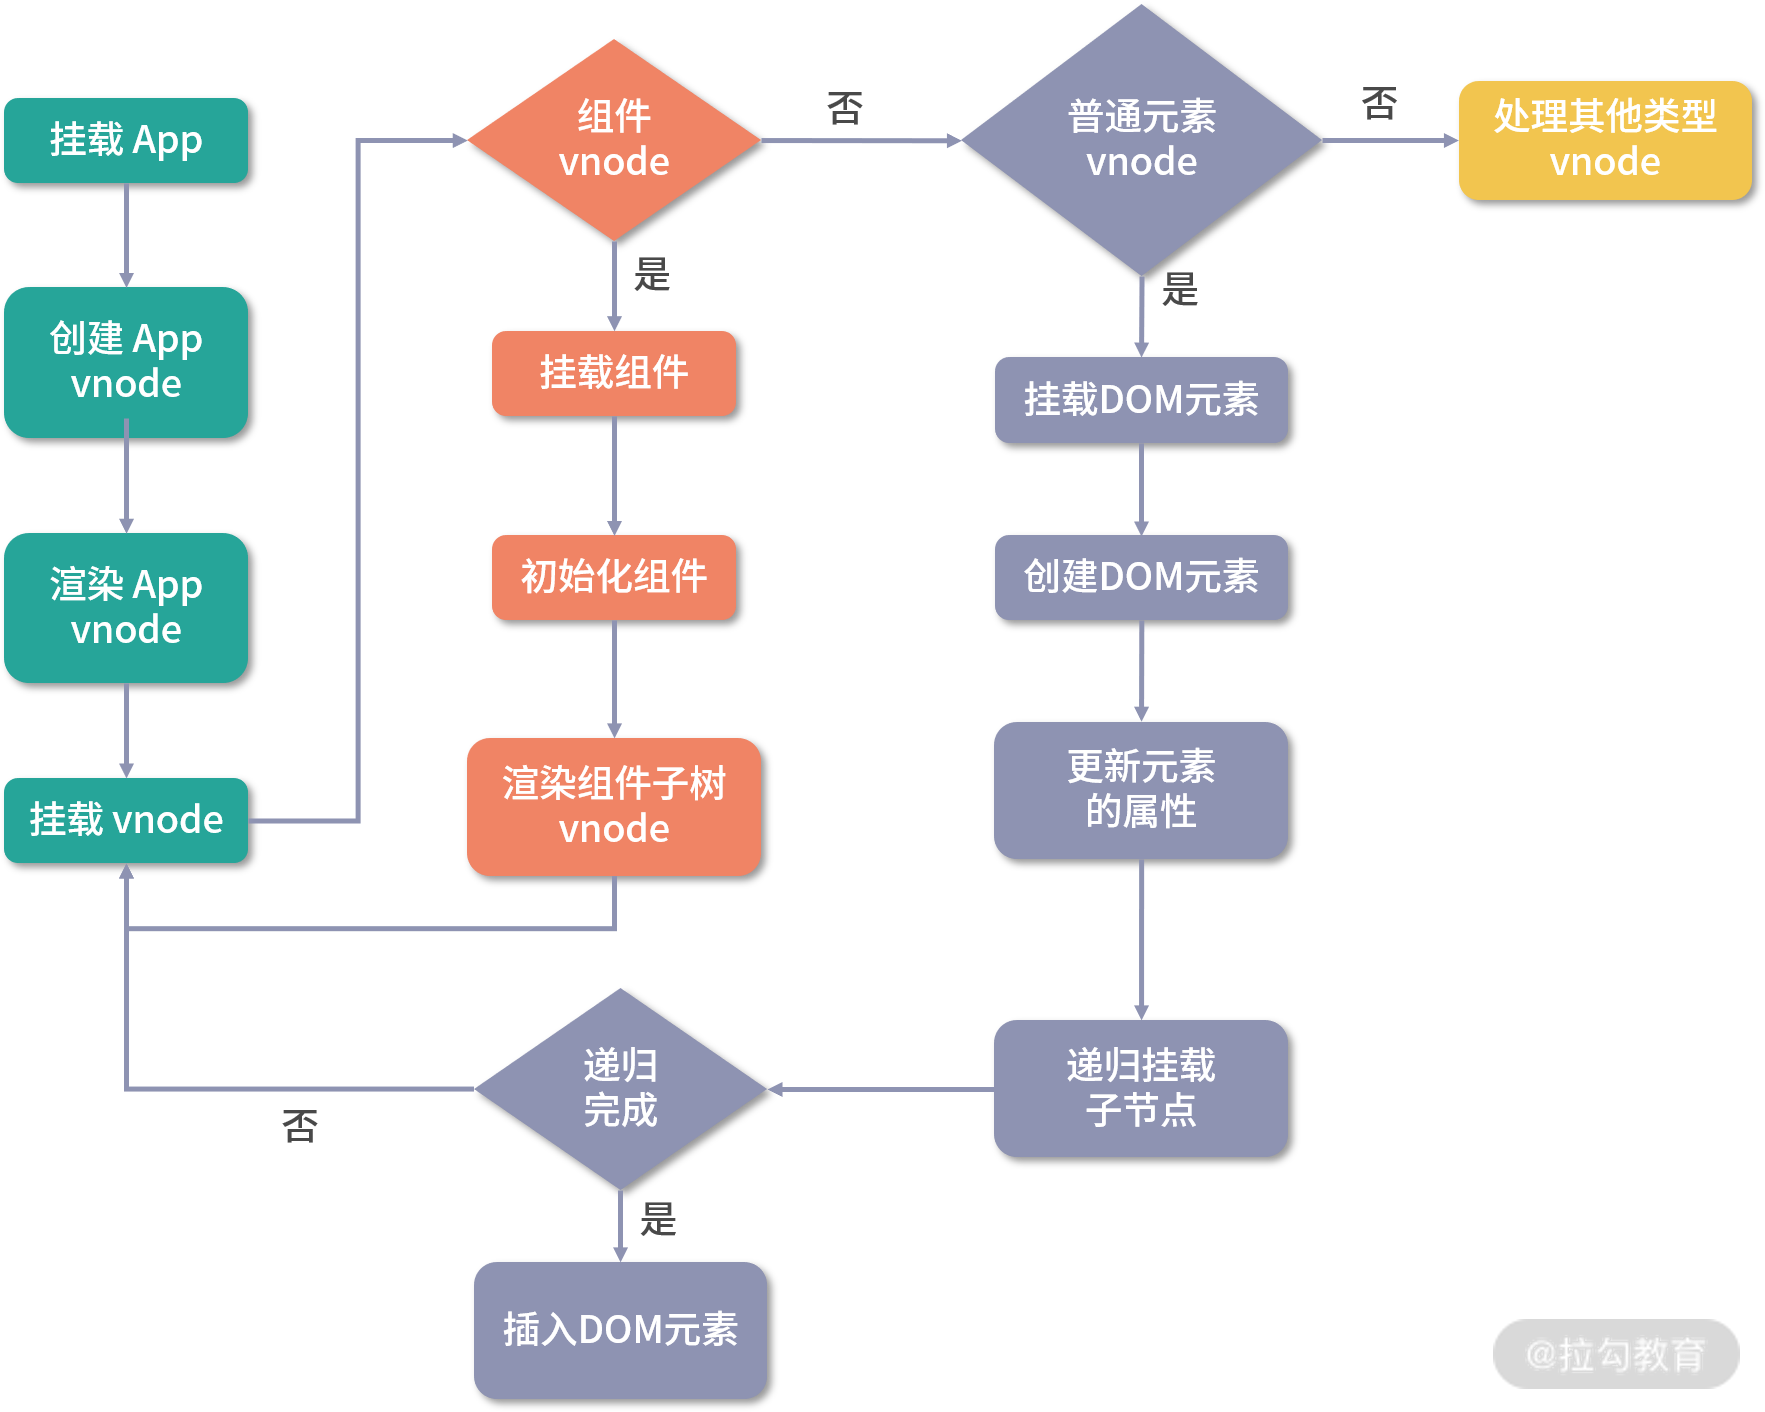 挂载 App
创建 App
vnode
渲染 App
vnode
挂载 vnode
组件
vnode
否
是
挂载组件
初始化组件
渲染组件子树
vnode
普通元素
vnode
否
是
处理其他类型
vnode
挂载DOM元素
创建DOM元素
更新元素
的属性
递归挂载
子节点
递归
完成
否
是
插入DOM元素
@拉勾教育